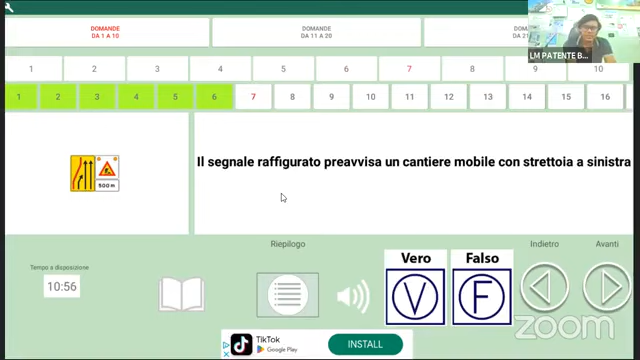 DOMANDE
DA 1 A 10
DOMANDE
DA 11 A 20
DOMANDE
DA 21
LM PATENTE B...
1 2 3 4 5 6 7 8 9 10
1 2 3 4 5 6 7 8 9 10 11 12 13 14 15 16
500 m
Il segnale raffigurato preavvisa un cantiere mobile con strettoia a sinistra
Riepilogo
Indietro
Avanti
Tempo a disposizione
10:56
Vero
Falso
V
F
TikTok
Google Play
INSTALL
zoom